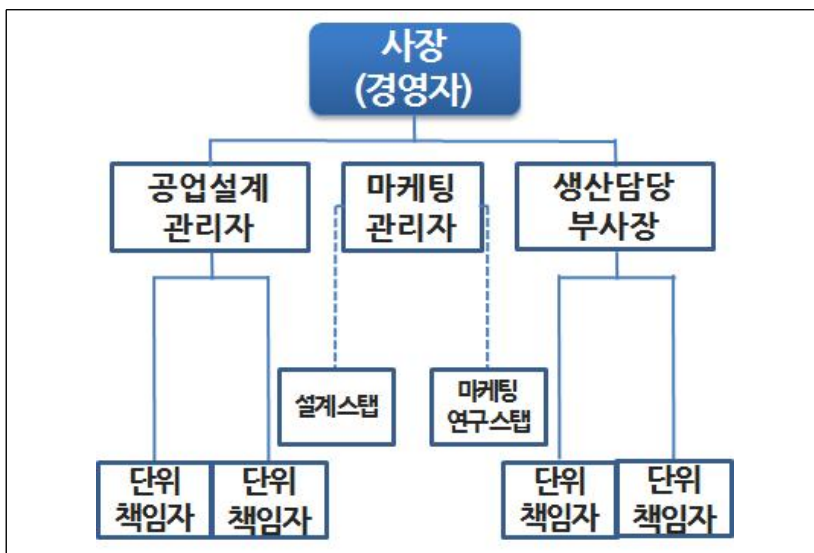 사장
(경영자)
공업설계
관리자
마케팅
관리자
생산담당
부사장
설계스탭
마케팅
연구스탭
단위
책임자
단위
책임자
단위
책임자
단위
책임자